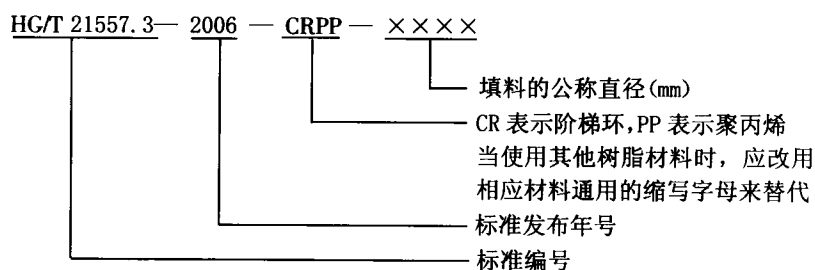 HG/T 21557.3—2006—CRPP—××××
填料的公称直径(mm)
CR 表示阶梯环,PP 表示聚丙烯
当使用其他树脂材料时，应改用
相应材料通用的缩写字母来替代
标准发布年号
标准编号